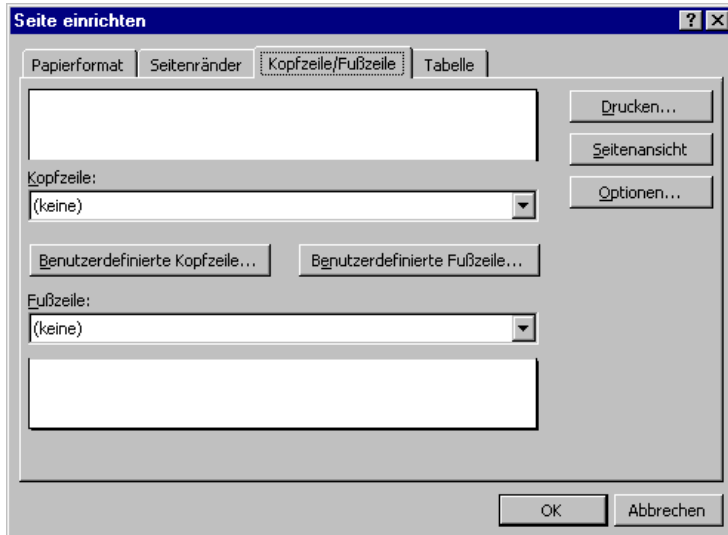 Seite einrichten
Papierformat Seitenränder Kopfzeile/Fußzeile Tabelle
Drucken...
Seitenansicht
Kopfzeile:
(keine)
Optionen...
Benutzerdefinierte Kopfzeile... Benutzerdefinierte Fußzeile...
Fußzeile:
(keine)
OK Abbrechen